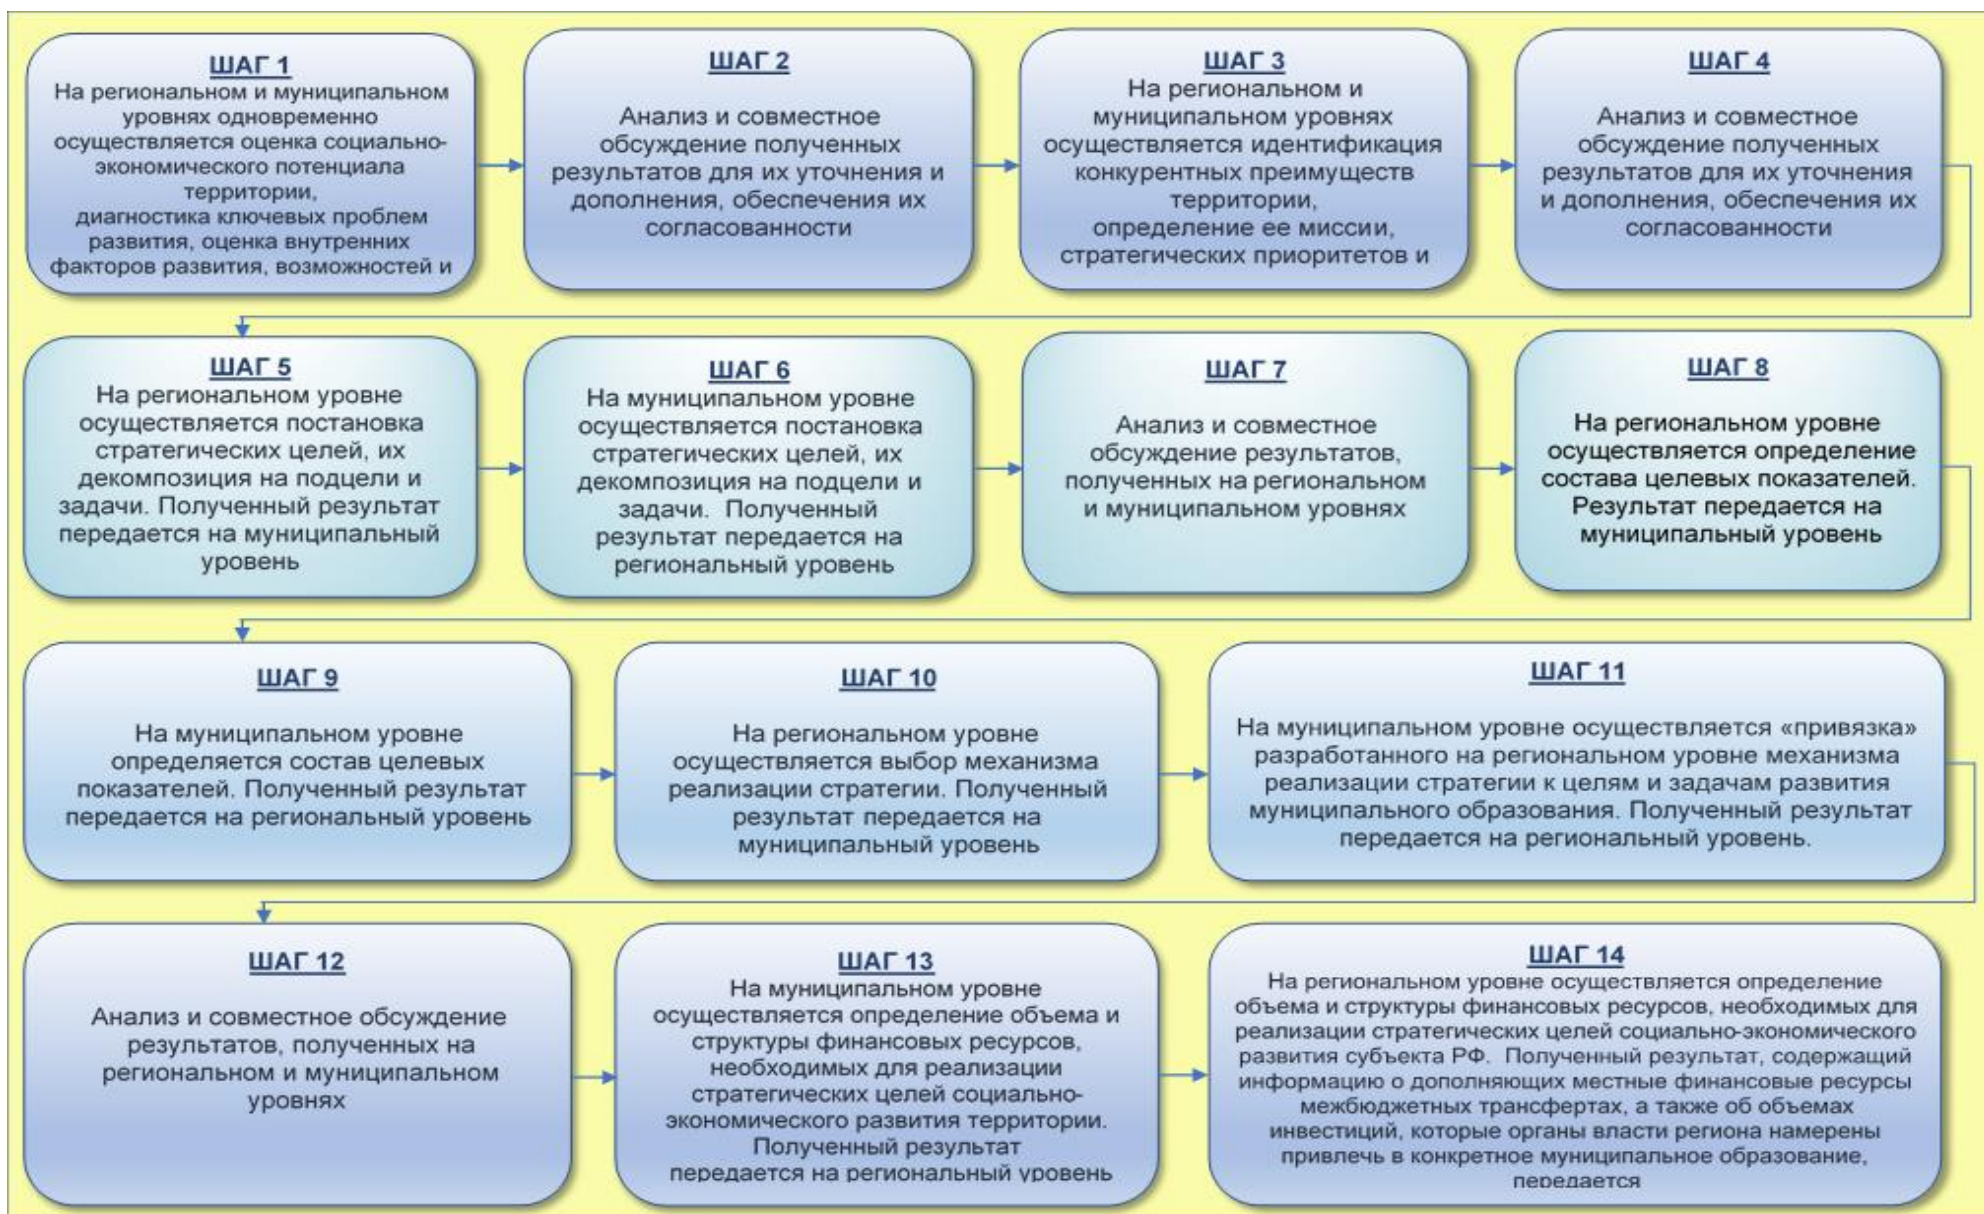 ШАГ 1
На региональном и муниципальном
уровнях одновременно
осуществляется оценка социально-
экономического потенциала
территории,
диагностика ключевых проблем
развития, оценка внутренних
факторов развития, возможностей и
ШАГ 2
Анализ и совместное
обсуждение полученных
результатов для их уточнения и
дополнения, обеспечения их
согласованности
ШАГ 3
На региональном и
муниципальном уровнях
осуществляется идентификация
конкурентных преимуществ
территории,
определение ее миссии,
стратегических приоритетов и
ШАГ 4
Анализ и совместное
обсуждение полученных
результатов для их уточнения
и дополнения, обеспечения их
согласованности
ШАГ 5
На региональном уровне
осуществляется постановка
стратегических целей, их
декомпозиция на подцели и
задачи. Полученный результат
передается на муниципальный
уровень
ШАГ 6
На муниципальном уровне
осуществляется постановка
стратегических целей, их
декомпозиция на подцели и
задачи. Полученный
результат передается на
региональный уровень
ШАГ 7
Анализ и совместное
обсуждение результатов,
полученных на региональном
и муниципальном уровнях
ШАГ 8
На региональном уровне
осуществляется определение
состава целевых показателей.
Результат передается на
муниципальный уровень
ШАГ 9
На муниципальном уровне
определяется состав целевых
показателей. Полученный результат
передается на региональный уровень
ШАГ 10
На региональном уровне
осуществляется выбор механизма
реализации стратегии. Полученный
результат передается на
муниципальный уровень
ШАГ 11
На муниципальном уровне осуществляется «привязка»
разработанного на региональном уровне механизма
реализации стратегии к целям и задачам развития
муниципального образования. Полученный результат
передается на региональный уровень.
ШАГ 12
Анализ и совместное обсуждение
результатов, полученных на
региональном и муниципальном
уровнях
ШАГ 13
На муниципальном уровне
осуществляется определение объема и
структуры финансовых ресурсов,
необходимых для реализации
стратегических целей социально-
экономического развития территории.
Полученный результат
передается на региональный уровень
ШАГ 14
На региональном уровне осуществляется определение
объема и структуры финансовых ресурсов, необходимых для
реализации стратегических целей социально-экономического
развития субъекта РФ. Полученный результат, содержащий
информацию о дополняющих местные финансовые ресурсы
межбюджетных трансфертах, а также об объемах
инвестиций, которые органы власти региона намерены
привлечь в конкретное муниципальное образование,
передается